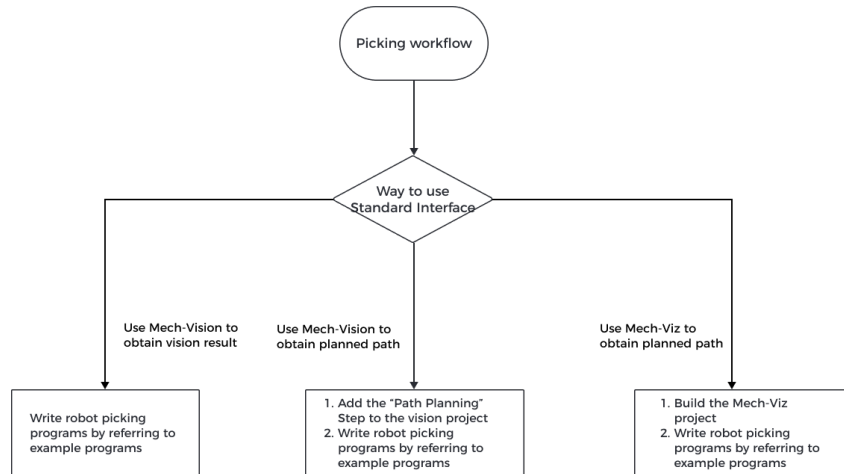 Picking workflow
Way to use
Standard Interface
Use Mech-Vision to
obtain vision result
Use Mech-Vision to
obtain planned path
Use Mech-Viz to
obtain planned path
Write robot picking
programs by referring to
example programs
1. Add the “Path Planning”
Step to the vision project
2. Write robot picking
programs by referring to
example programs
1. Build the Mech-Viz
project
2. Write robot picking
programs by referring to
example programs